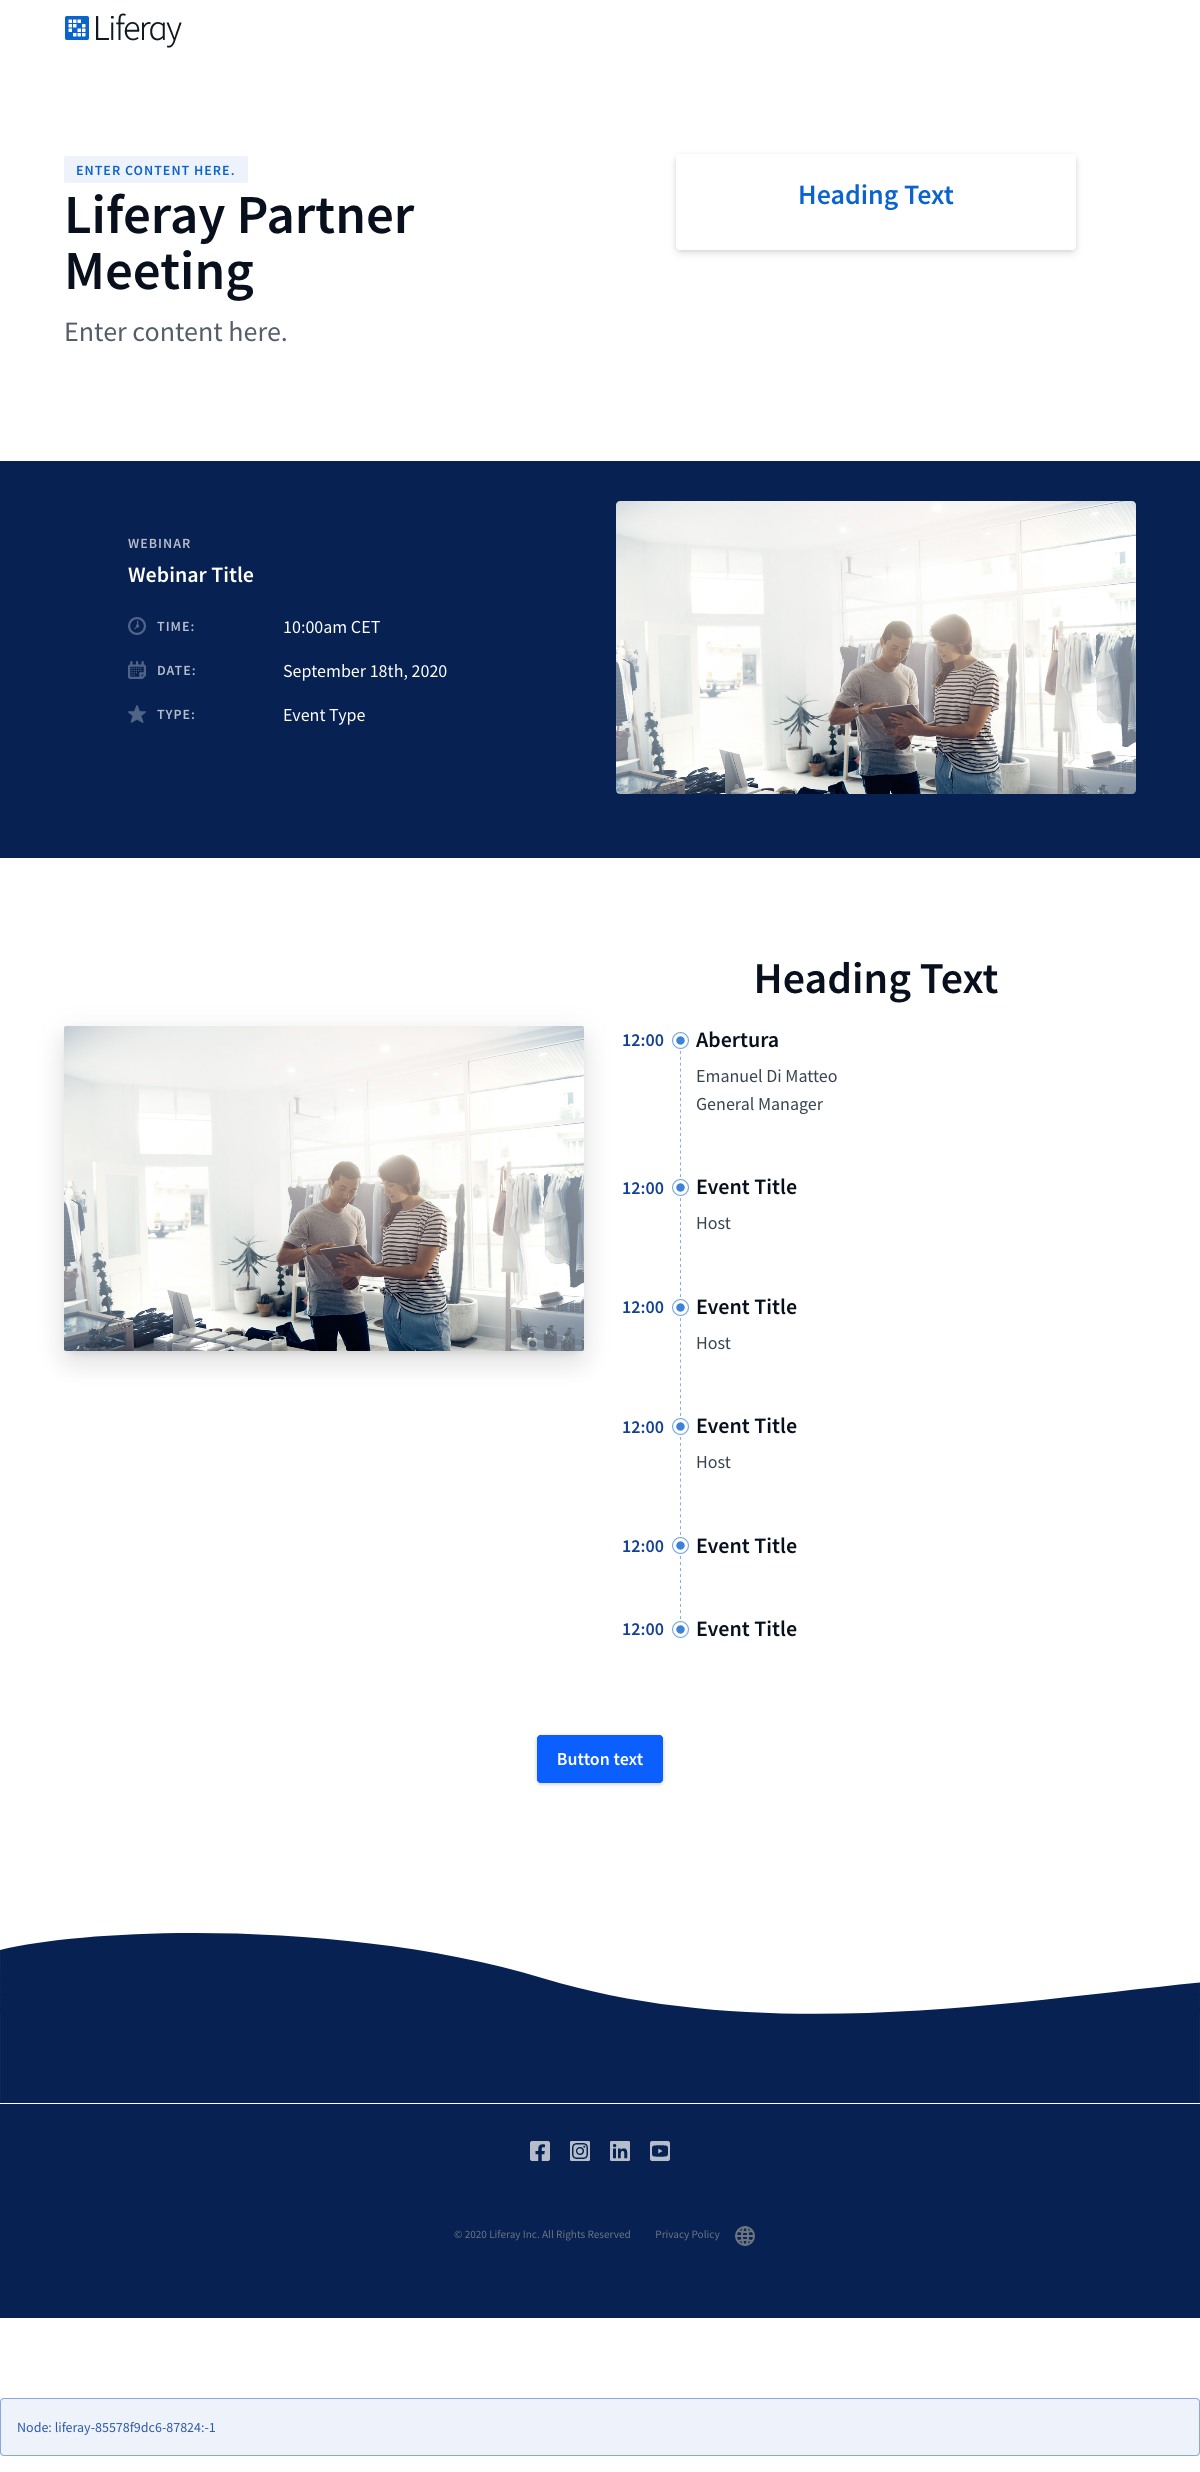 Liferay
ENTER CONTENT HERE.
Liferay Partner
Meeting
Enter content here.
Heading Text
WEBINAR
Webinar Title
TIME: 10:00am CET
DATE: September 18th, 2020
TYPE: Event Type
Heading Text
12:00 Abertura
Emanuel Di Matteo
General Manager
12:00 Event Title
Host
12:00 Event Title
Host
12:00 Event Title
Host
12:00 Event Title
12:00 Event Title
Button text
© 2020 Liferay Inc. All Rights Reserved Privacy Policy
Node: liferay-85578f9dc6-87824:-1